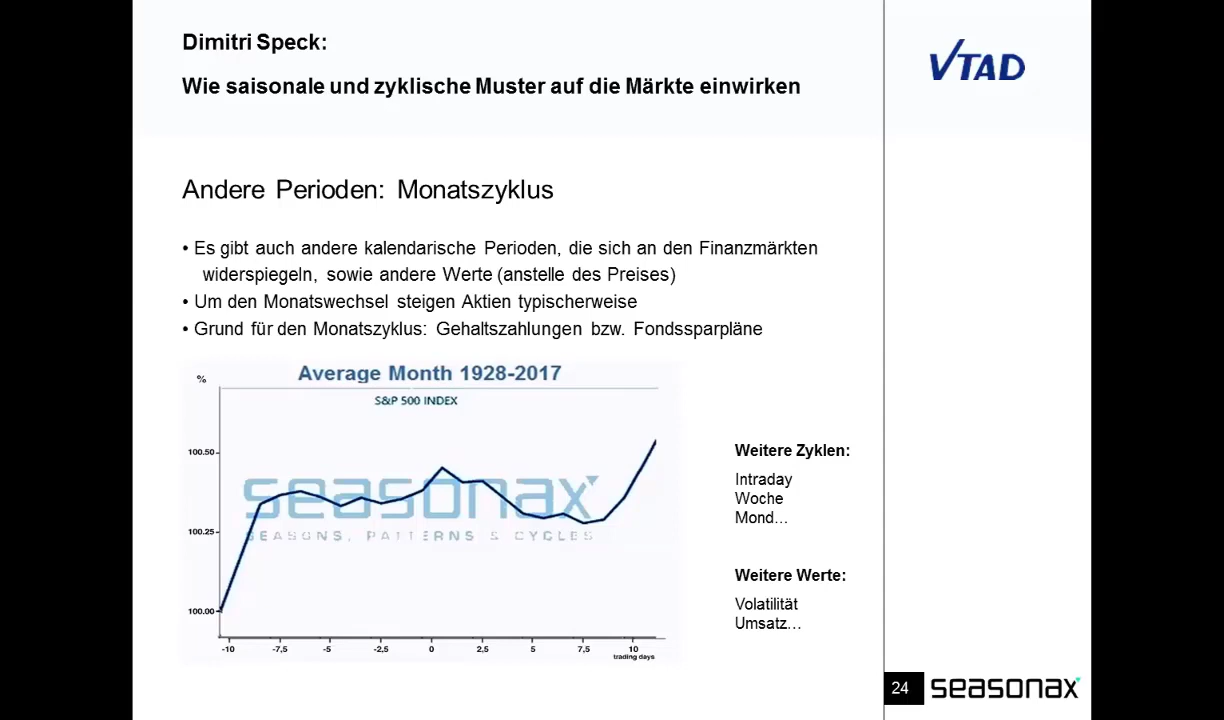 Dimitri Speck:
Wie saisonale und zyklische Muster auf die Märkte einwirken
VTAD
Andere Perioden: Monatszyklus
• Es gibt auch andere kalendarische Perioden, die sich an den Finanzmärkten
widerspiegeln, sowie andere Werte (anstelle des Preises)
• Um den Monatswechsel steigen Aktien typischerweise
• Grund für den Monatszyklus: Gehaltszahlungen bzw. Fondssparpläne
Average Month 1928-2017
%
S&P 500 INDEX
100.50
100.25
100.00
seasonax
SEASONS, PATTERNS & CYCLES
-10 -7,5 -5 -2,5 0 2,5 5 7,5 10
trading days
Weitere Zyklen:
Intraday
Woche
Mond...
Weitere Werte:
Volatilität
Umsatz...
24
seasonax